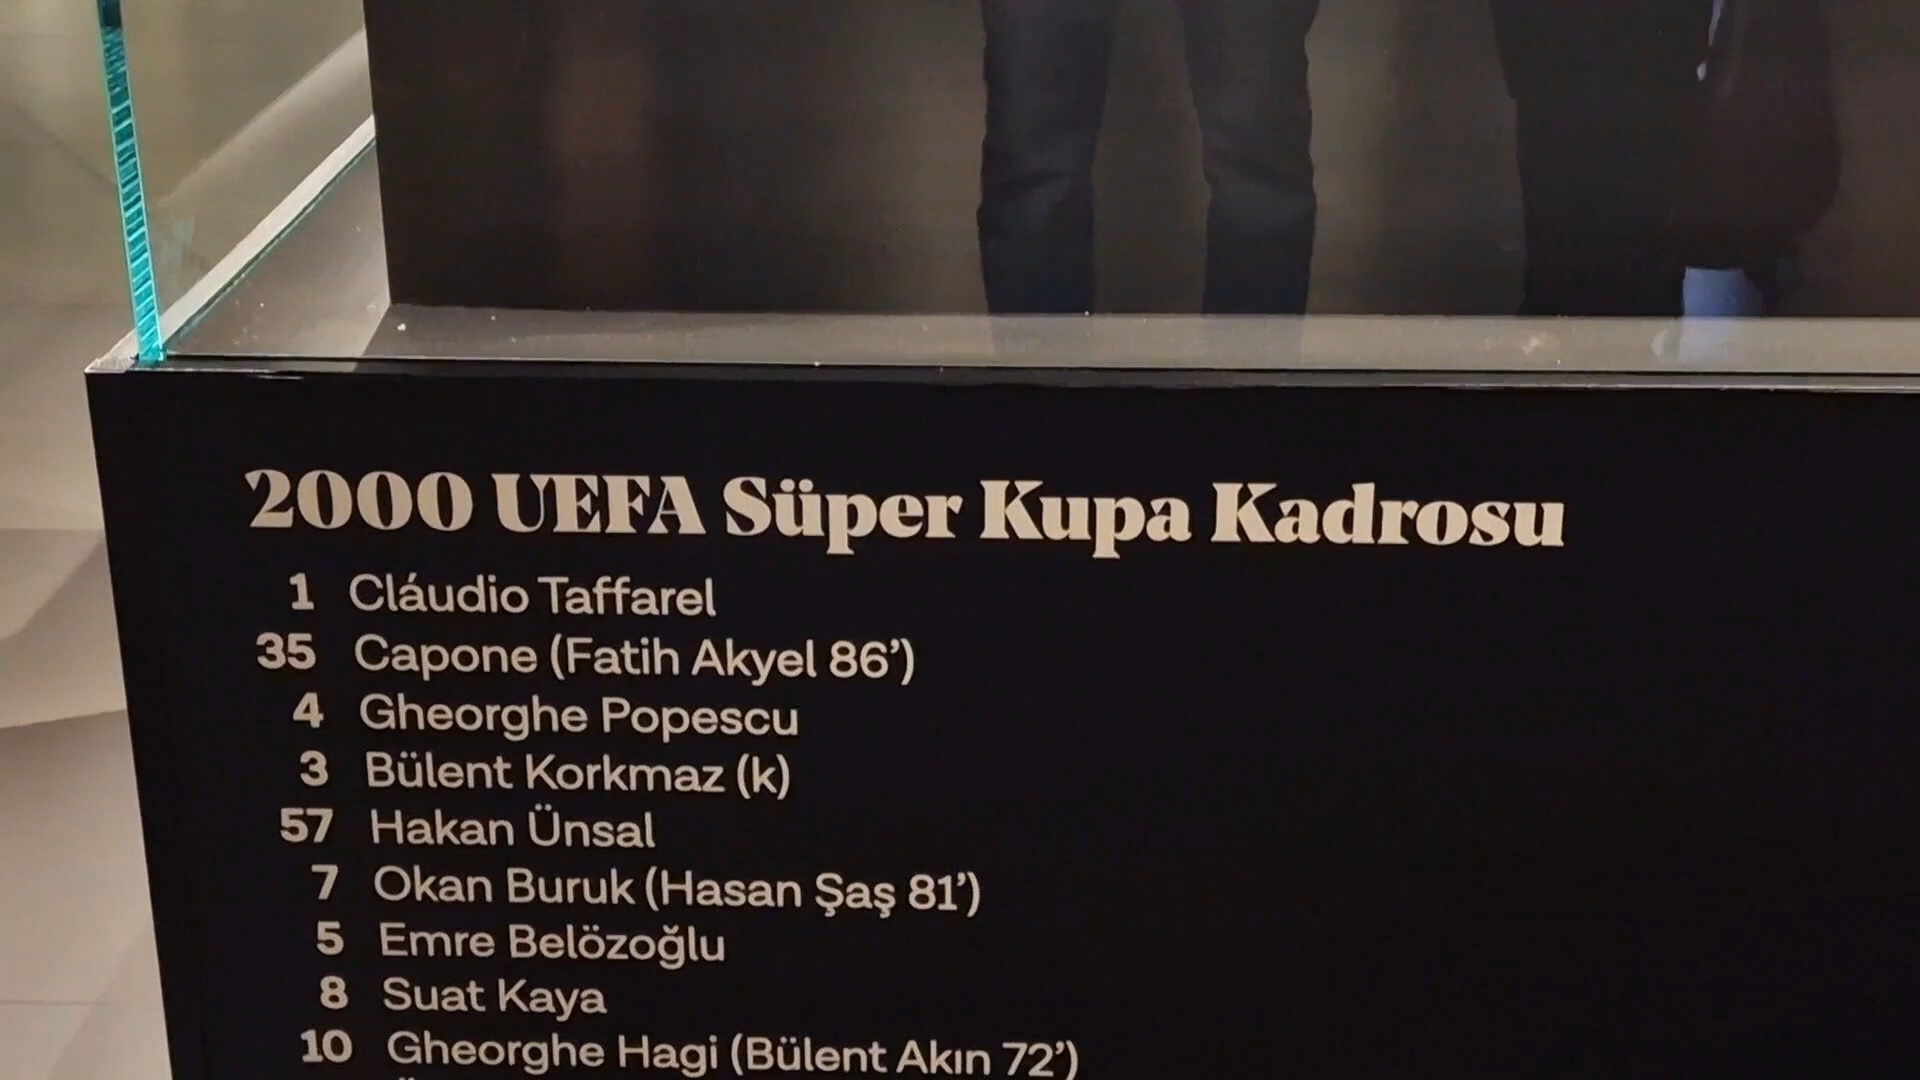 2000 UEFA Süper Kupa Kadrosu
1 Cláudio Taffarel
35 Capone (Fatih Akyel 86’)
4 Gheorghe Popescu
3 Bülent Korkmaz (k)
57 Hakan Ünsal
7 Okan Buruk (Hasan Şaş 81’)
5 Emre Belözoğlu
8 Suat Kaya
10 Gheorghe Hagi (Bülent Akın 72’)